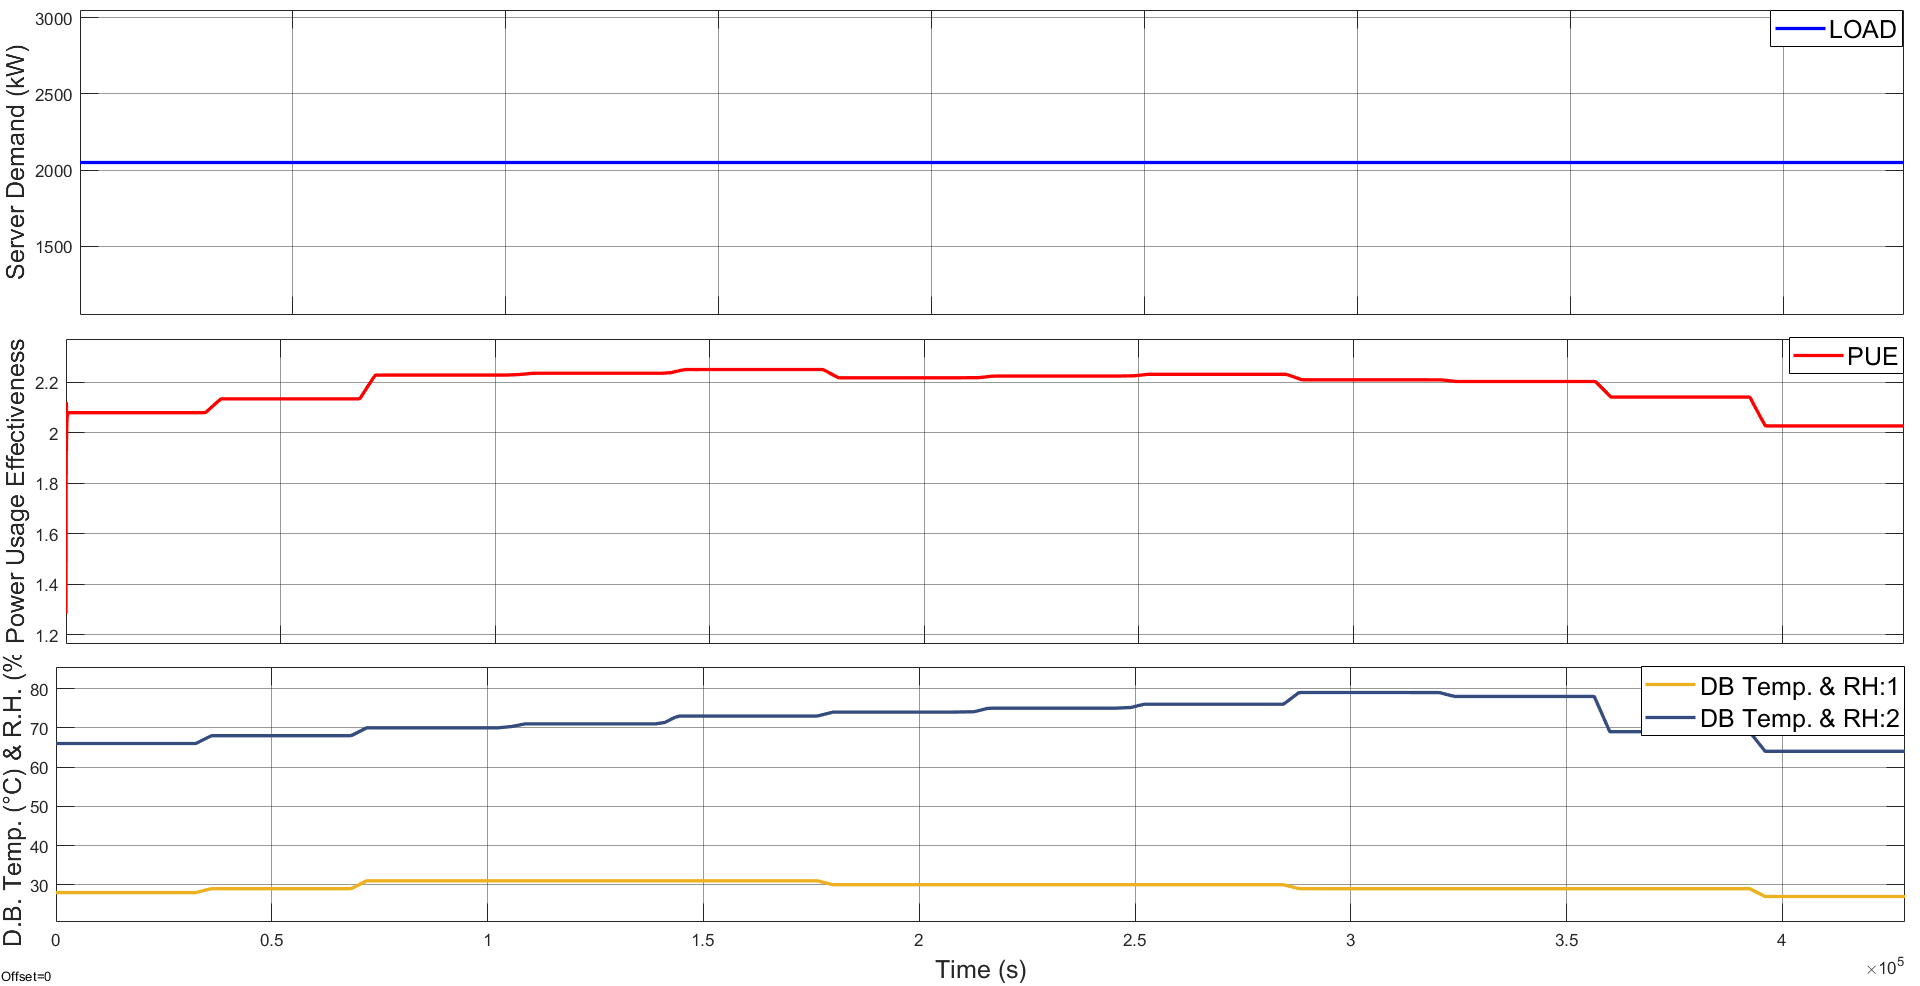 3000
2500
2000
1500
Server Demand (kW)
LOAD
2.2
2
1.8
1.6
1.4
1.2
Power Usage Effectiveness
PUE
80
70
60
50
40
30
D.B. Temp. (°C) & R.H. (%
DB Temp. & RH:1
DB Temp. & RH:2
0 0.5 1 1.5 2 2.5 3 3.5 4
×10⁵
Time (s)
Offset=0